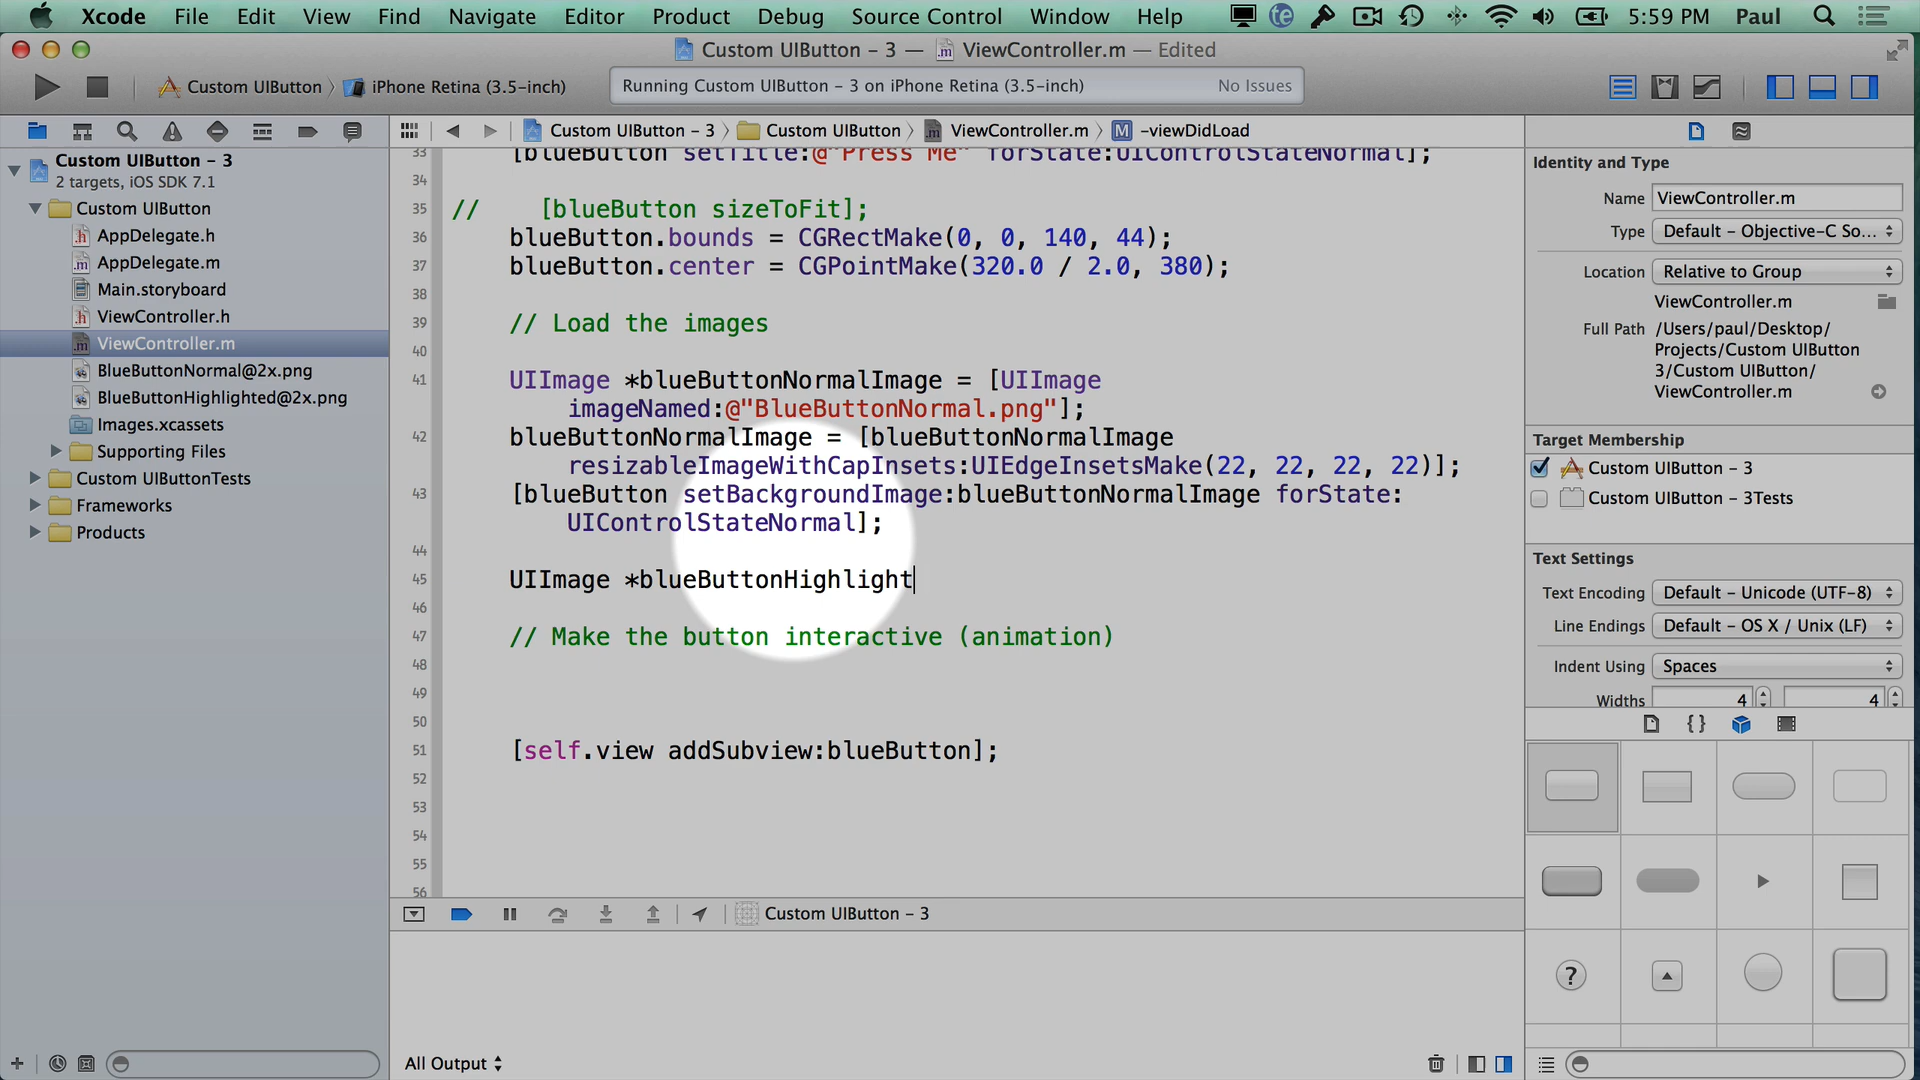 Xcode File Edit View Find Navigate Editor Product Debug Source Control Window Help te 5:59 PM Paul
Custom UIButton – 3 — ViewController.m — Edited
Custom UIButton iPhone Retina (3.5-inch) Running Custom UIButton – 3 on iPhone Retina (3.5-inch) No Issues
Custom UIButton – 3 Custom UIButton ViewController.m M -viewDidLoad
Custom UIButton – 3
2 targets, iOS SDK 7.1
Custom UIButton
AppDelegate.h
AppDelegate.m
Main.storyboard
ViewController.h
ViewController.m
BlueButtonNormal@2x.png
BlueButtonHighlighted@2x.png
Images.xcassets
Supporting Files
Custom UIButtonTests
Frameworks
Products
33 [blueButton setTitle:@"Press Me" forState:UIControlStateNormal];
34
35 // [blueButton sizeToFit];
36 blueButton.bounds = CGRectMake(0, 0, 140, 44);
37 blueButton.center = CGPointMake(320.0 / 2.0, 380);
38
39 // Load the images
40
41 UIImage *blueButtonNormalImage = [UIImage
imageNamed:@"BlueButtonNormal.png"];
42 blueButtonNormalImage = [blueButtonNormalImage
resizableImageWithCapInsets:UIEdgeInsetsMake(22, 22, 22, 22)];
43 [blueButton setBackgroundImage:blueButtonNormalImage forState:
UIControlStateNormal];
44
45 UIImage *blueButtonHighlight
46
47 // Make the button interactive (animation)
48
49
50
51 [self.view addSubview:blueButton];
52
53
54
55
56
Custom UIButton – 3
All Output
Identity and Type
Name ViewController.m
Type Default – Objective-C So...
Location Relative to Group
ViewController.m
Full Path /Users/paul/Desktop/
Projects/Custom UIButton
3/Custom UIButton/
ViewController.m
Target Membership
Custom UIButton – 3
Custom UIButton – 3Tests
Text Settings
Text Encoding Default – Unicode (UTF-8)
Line Endings Default – OS X / Unix (LF)
Indent Using Spaces
Widths 4 4
{ }
?